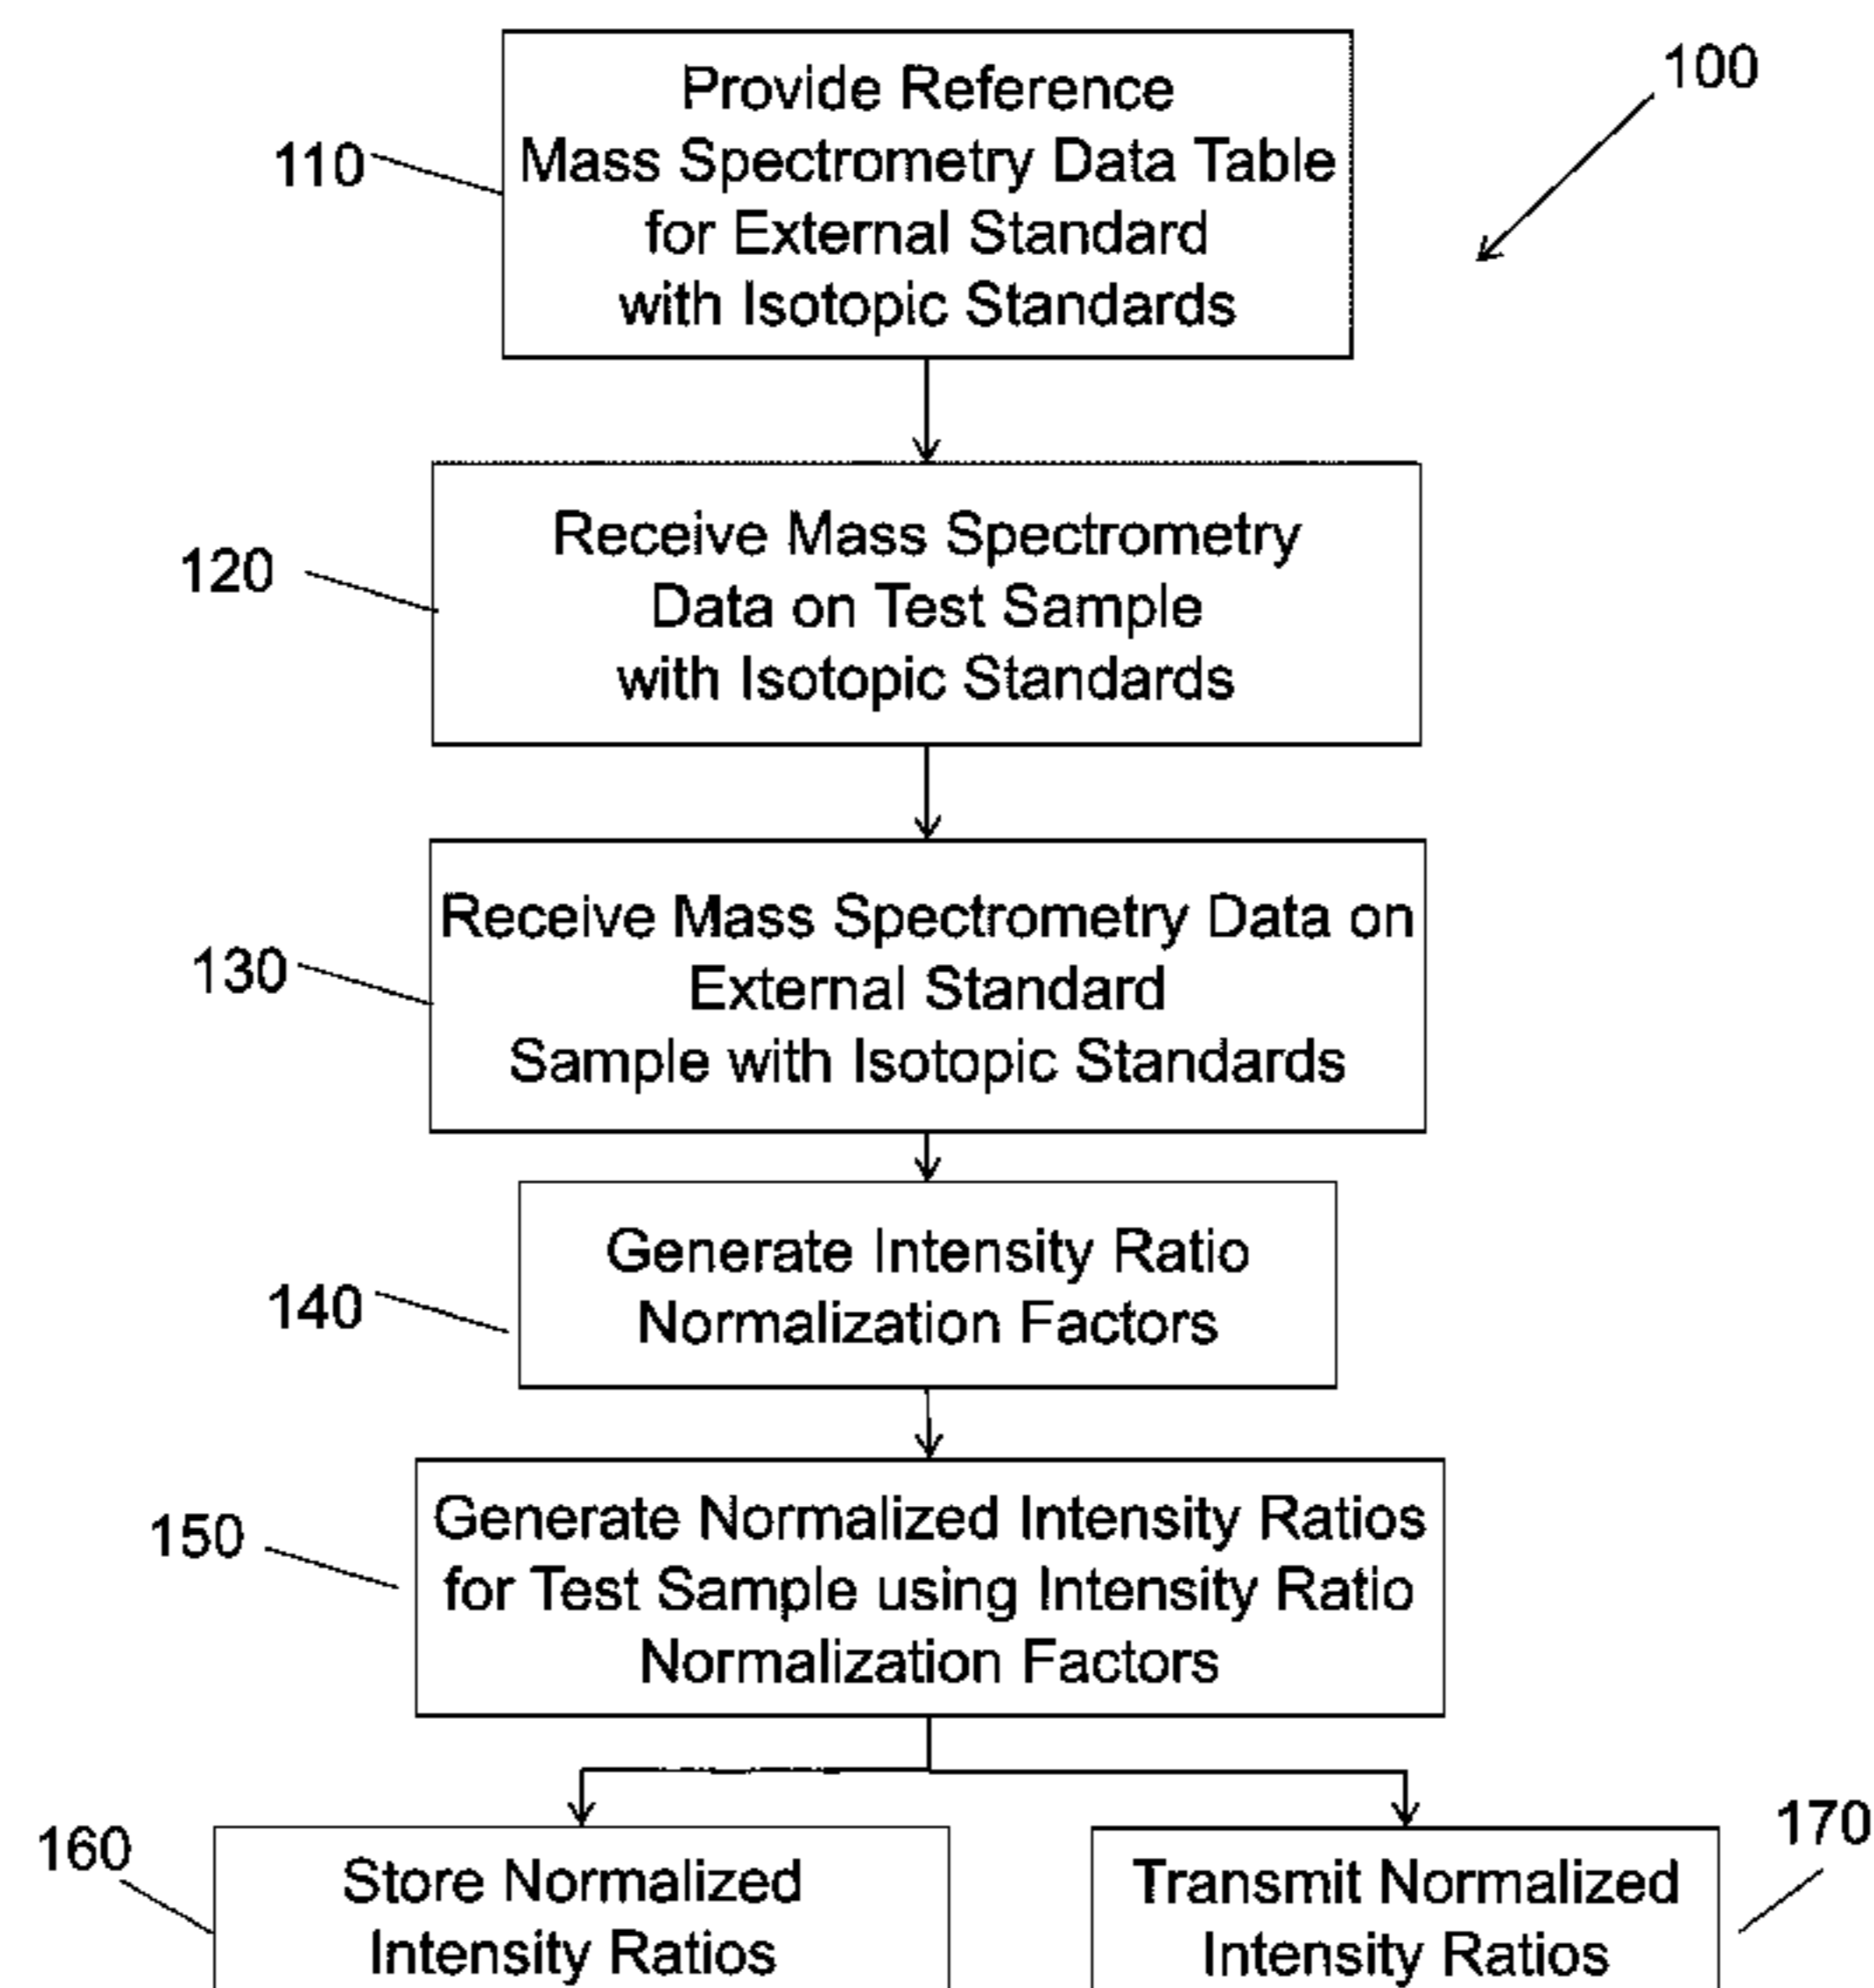 100
Provide Reference
Mass Spectrometry Data Table
for External Standard
with Isotopic Standards
110
Receive Mass Spectrometry
Data on Test Sample
with Isotopic Standards
120
Receive Mass Spectrometry Data on
External Standard
Sample with Isotopic Standards
130
Generate Intensity Ratio
Normalization Factors
140
Generate Normalized Intensity Ratios
for Test Sample using Intensity Ratio
Normalization Factors
150
160
Store Normalized
Intensity Ratios
170
Transmit Normalized
Intensity Ratios